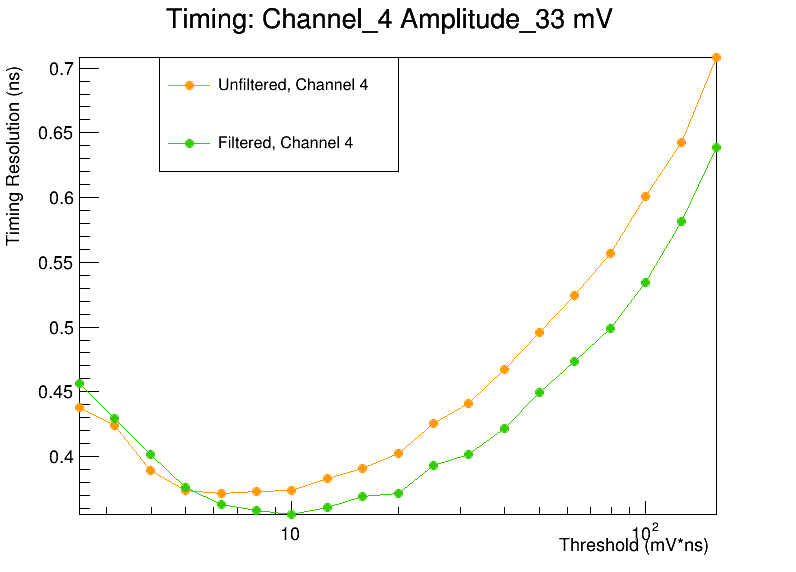 Timing: Channel_4 Amplitude_33 mV
Timing Resolution (ns)
Unfiltered, Channel 4
Filtered, Channel 4
0.7
0.65
0.6
0.55
0.5
0.45
0.4
10
10²
Threshold (mV*ns)